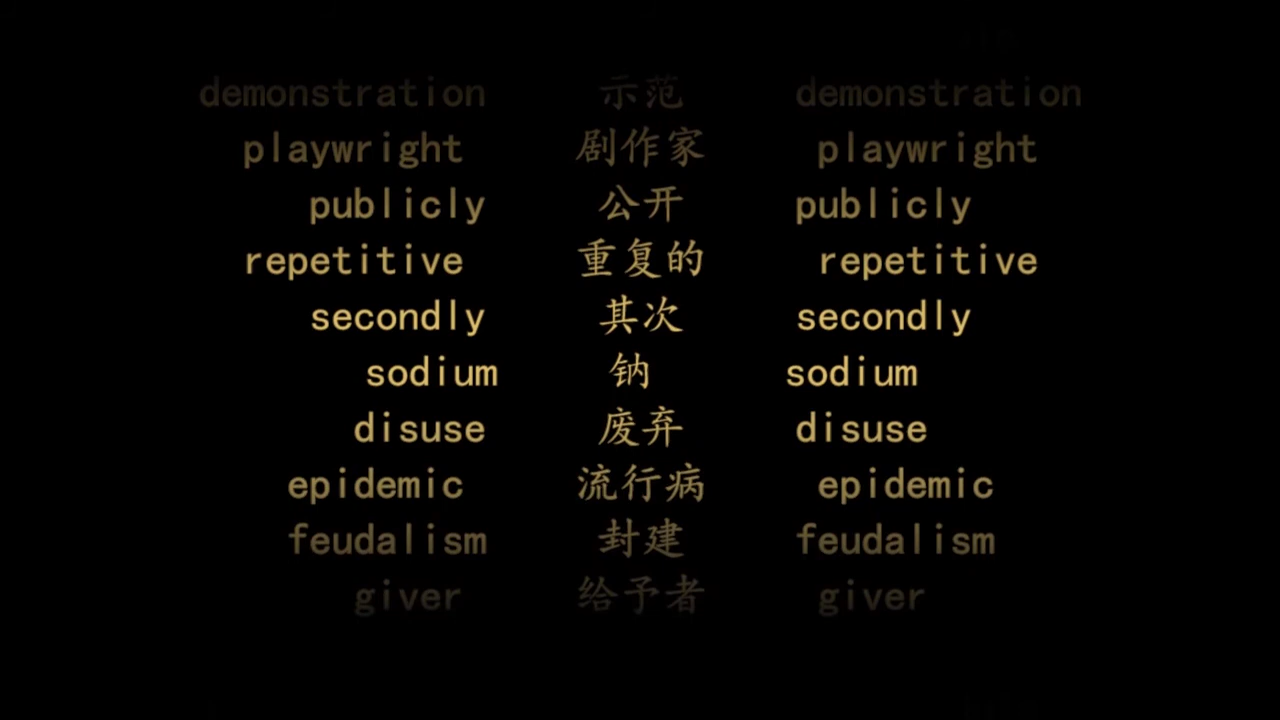 demonstration 示范 demonstration
playwright 剧作家 playwright
publicly 公开 publicly
repetitive 重复的 repetitive
secondly 其次 secondly
sodium 钠 sodium
disuse 废弃 disuse
epidemic 流行病 epidemic
feudalism 封建 feudalism
giver 给予者 giver